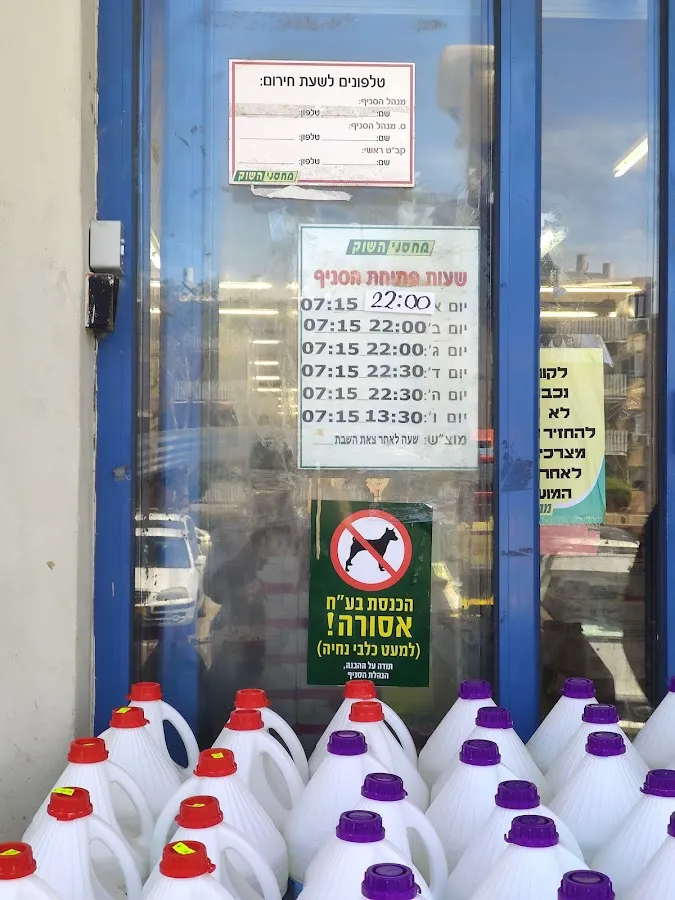 טלפונים לשעת חירום:
מנהל הסניף:
שם: טלפון:
ס. מנהל הסניף:
שם: טלפון:
קב"ט ראשי:
שם: טלפון:
מחסני השוק
מחסני השוק
שעות פתיחת הסניף
יום א 22:00 07:15
יום ב': 22:00 07:15
יום ג': 22:00 07:15
יום ד': 22:30 07:15
יום ה': 22:30 07:15
יום ו': 13:30 07:15
מוצ"ש: שעה לאחר צאת השבת
הכנסת בע"ח
אסורה!
(למעט כלבי נחיה)
תודה על ההבנה,
הנהלת הסניף
לקונ
נכב
לא
להחזיר
מצרכי
לאחר
המוע